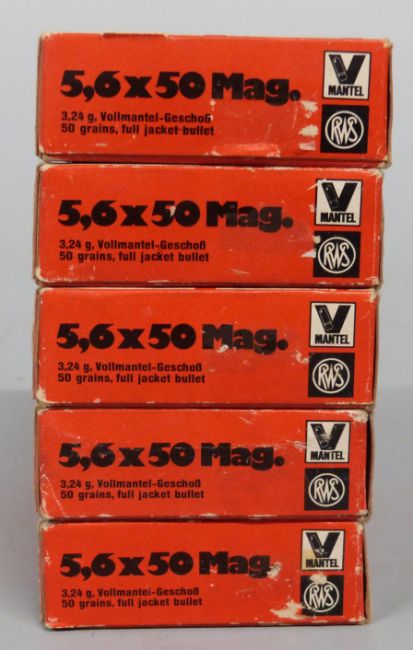 5,6x50 Mag.
3,24 g, Vollmantel-Geschoß
50 grains, full jacket bullet
V
MANTEL
RWS
5,6x50 Mag.
3,24 g, Vollmantel-Geschoß
50 grains, full jacket bullet
V
MANTEL
RWS
5,6x50 Mag.
3,24 g, Vollmantel-Geschoß
50 grains, full jacket bullet
V
MANTEL
RWS
5,6x50 Mag.
3,24 g, Vollmantel-Geschoß
50 grains, full jacket bullet
V
MANTEL
RWS
5,6x50 Mag.
3,24 g, Vollmantel-Geschoß
50 grains, full jacket bullet
V
MANTEL
RWS